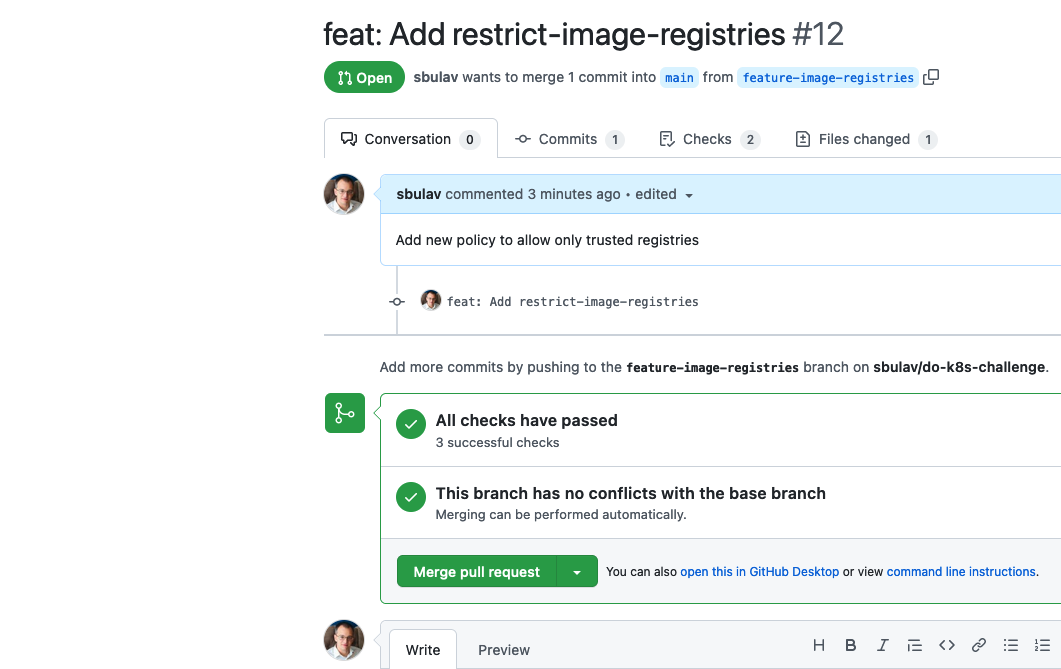 feat: Add restrict-image-registries #12
Open sbulav wants to merge 1 commit into main from feature-image-registries
Conversation 0 Commits 1 Checks 2 Files changed 1
sbulav commented 3 minutes ago • edited
Add new policy to allow only trusted registries
feat: Add restrict-image-registries
Add more commits by pushing to the feature-image-registries branch on sbulav/do-k8s-challenge.
All checks have passed
3 successful checks
This branch has no conflicts with the base branch
Merging can be performed automatically.
Merge pull request You can also open this in GitHub Desktop or view command line instructions.
Write Preview H B I